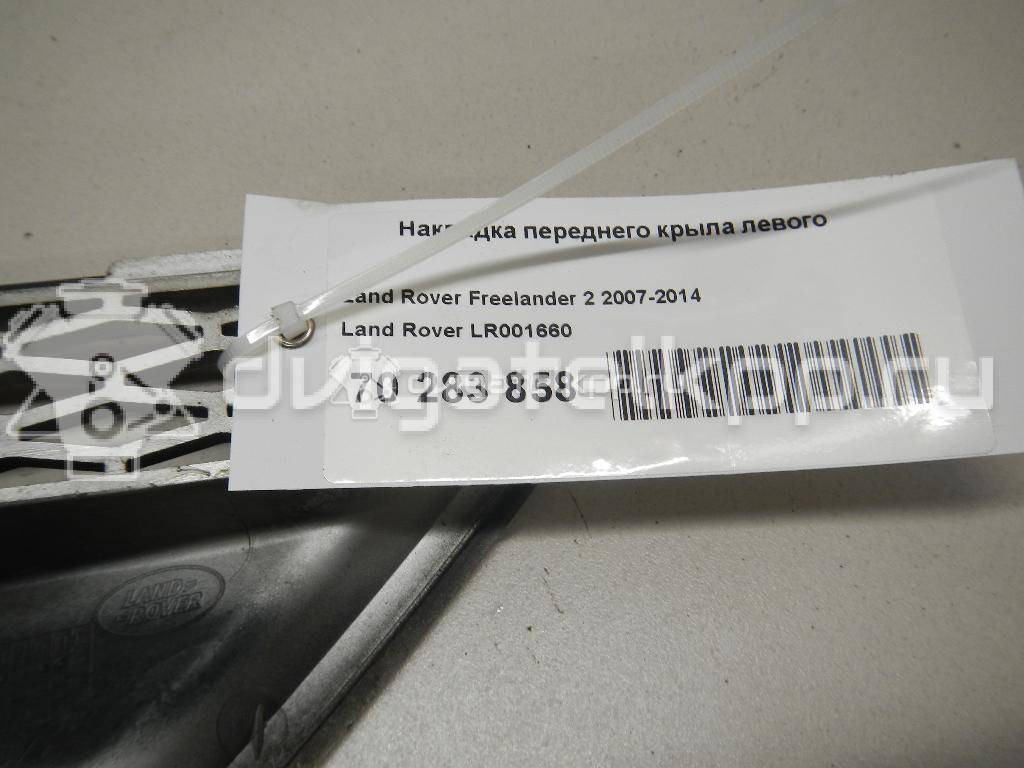 Накладка переднего крыла левого
Land Rover Freelander 2 2007-2014
Land Rover LR001660
70 283 858
dvigatelkpp.ru
LAND-
-ROVER